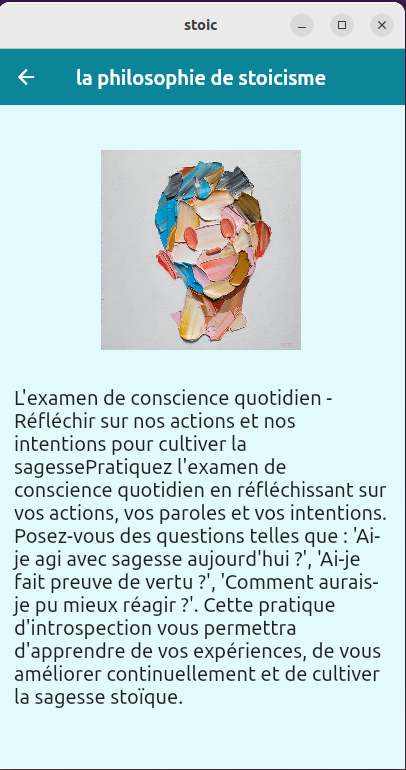 stoic
la philosophie de stoicisme
L'examen de conscience quotidien -
Réfléchir sur nos actions et nos
intentions pour cultiver la
sagessePratiquez l'examen de
conscience quotidien en réfléchissant sur
vos actions, vos paroles et vos intentions.
Posez-vous des questions telles que : 'Ai-
je agi avec sagesse aujourd'hui ?', 'Ai-je
fait preuve de vertu ?', 'Comment aurais-
je pu mieux réagir ?'. Cette pratique
d'introspection vous permettra
d'apprendre de vos expériences, de vous
améliorer continuellement et de cultiver
la sagesse stoïque.